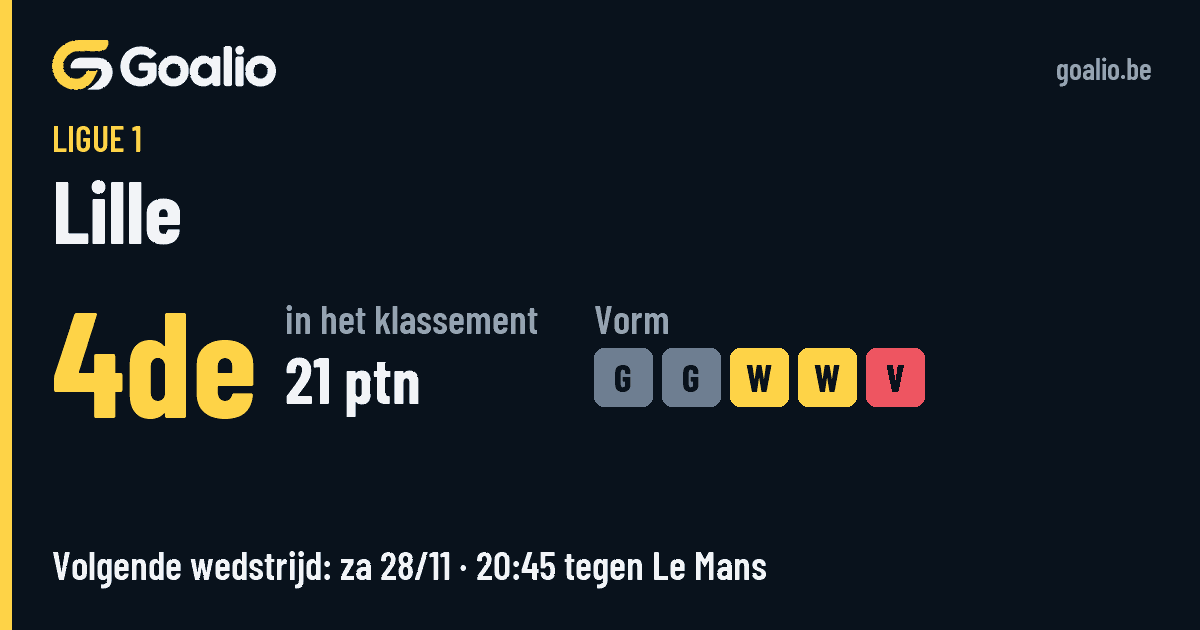 Goalio
goalio.be
LIGUE 1
Lille
4de
in het klassement
21 ptn
Vorm
G G W W V
Volgende wedstrijd: za 28/11 · 20:45 tegen Le Mans